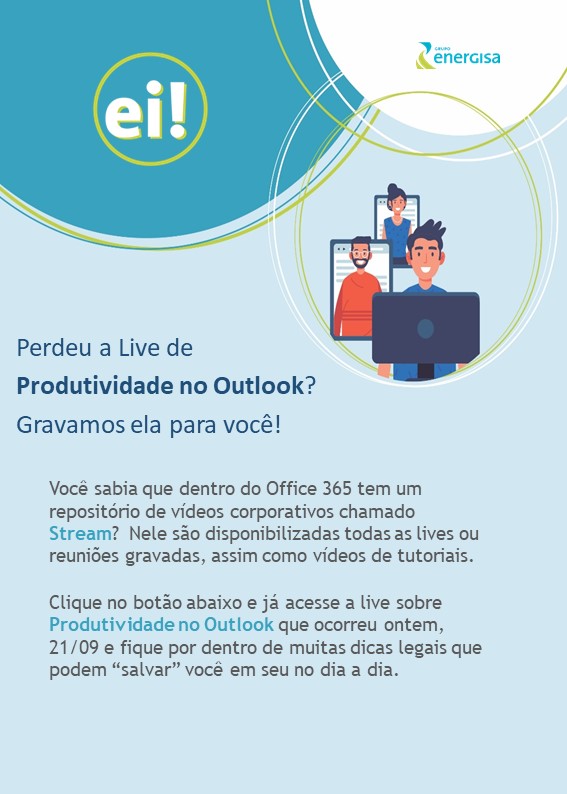 ei!
GRUPO
energisa
Perdeu a Live de
Produtividade no Outlook?
Gravamos ela para você!
Você sabia que dentro do Office 365 tem um
repositório de vídeos corporativos chamado
Stream? Nele são disponibilizadas todas as lives ou
reuniões gravadas, assim como vídeos de tutoriais.
Clique no botão abaixo e já acesse a live sobre
Produtividade no Outlook que ocorreu ontem,
21/09 e fique por dentro de muitas dicas legais que
podem “salvar” você em seu no dia a dia.